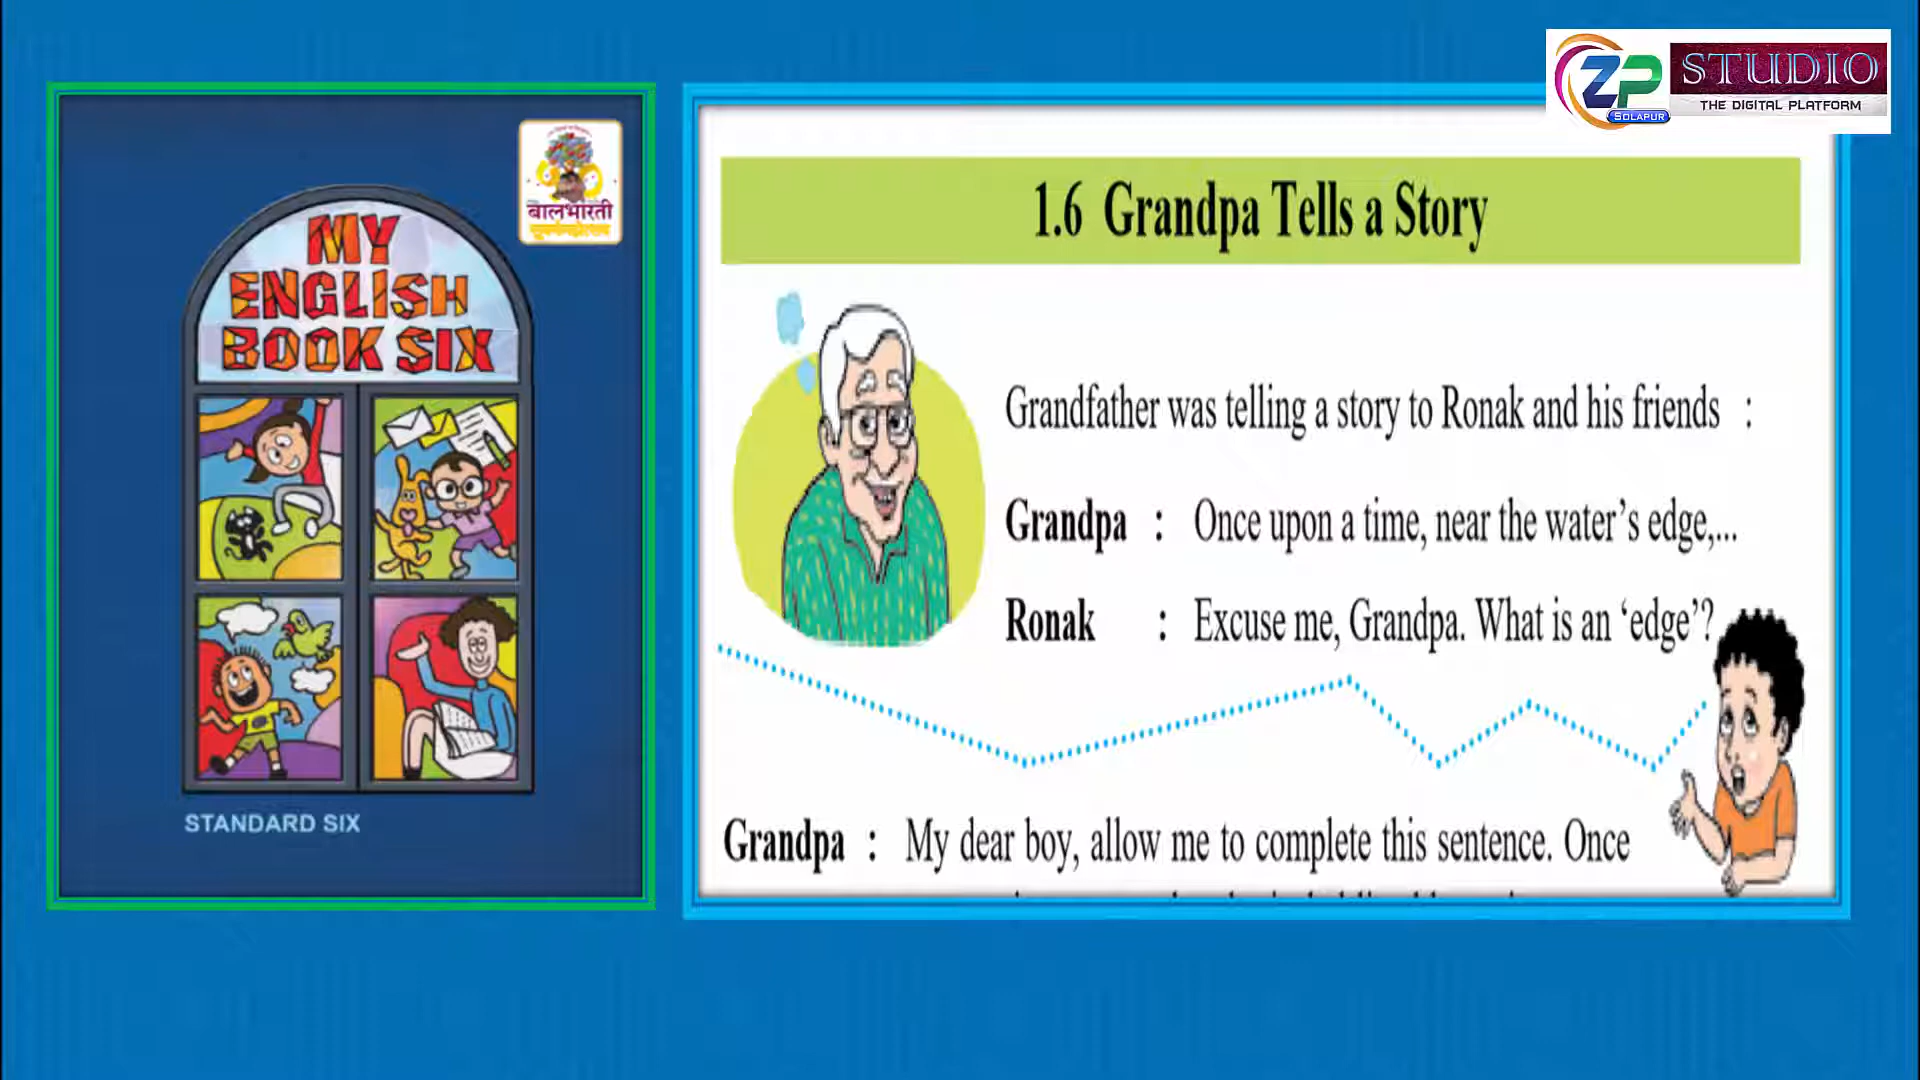 ZP STUDIO
THE DIGITAL PLATFORM
SOLAPUR
बालभारती
MY
ENGLISH
BOOK SIX
STANDARD SIX
1.6 Grandpa Tells a Story
Grandfather was telling a story to Ronak and his friends :
Grandpa : Once upon a time, near the water's edge,...
Ronak : Excuse me, Grandpa. What is an 'edge'?
Grandpa : My dear boy, allow me to complete this sentence. Once